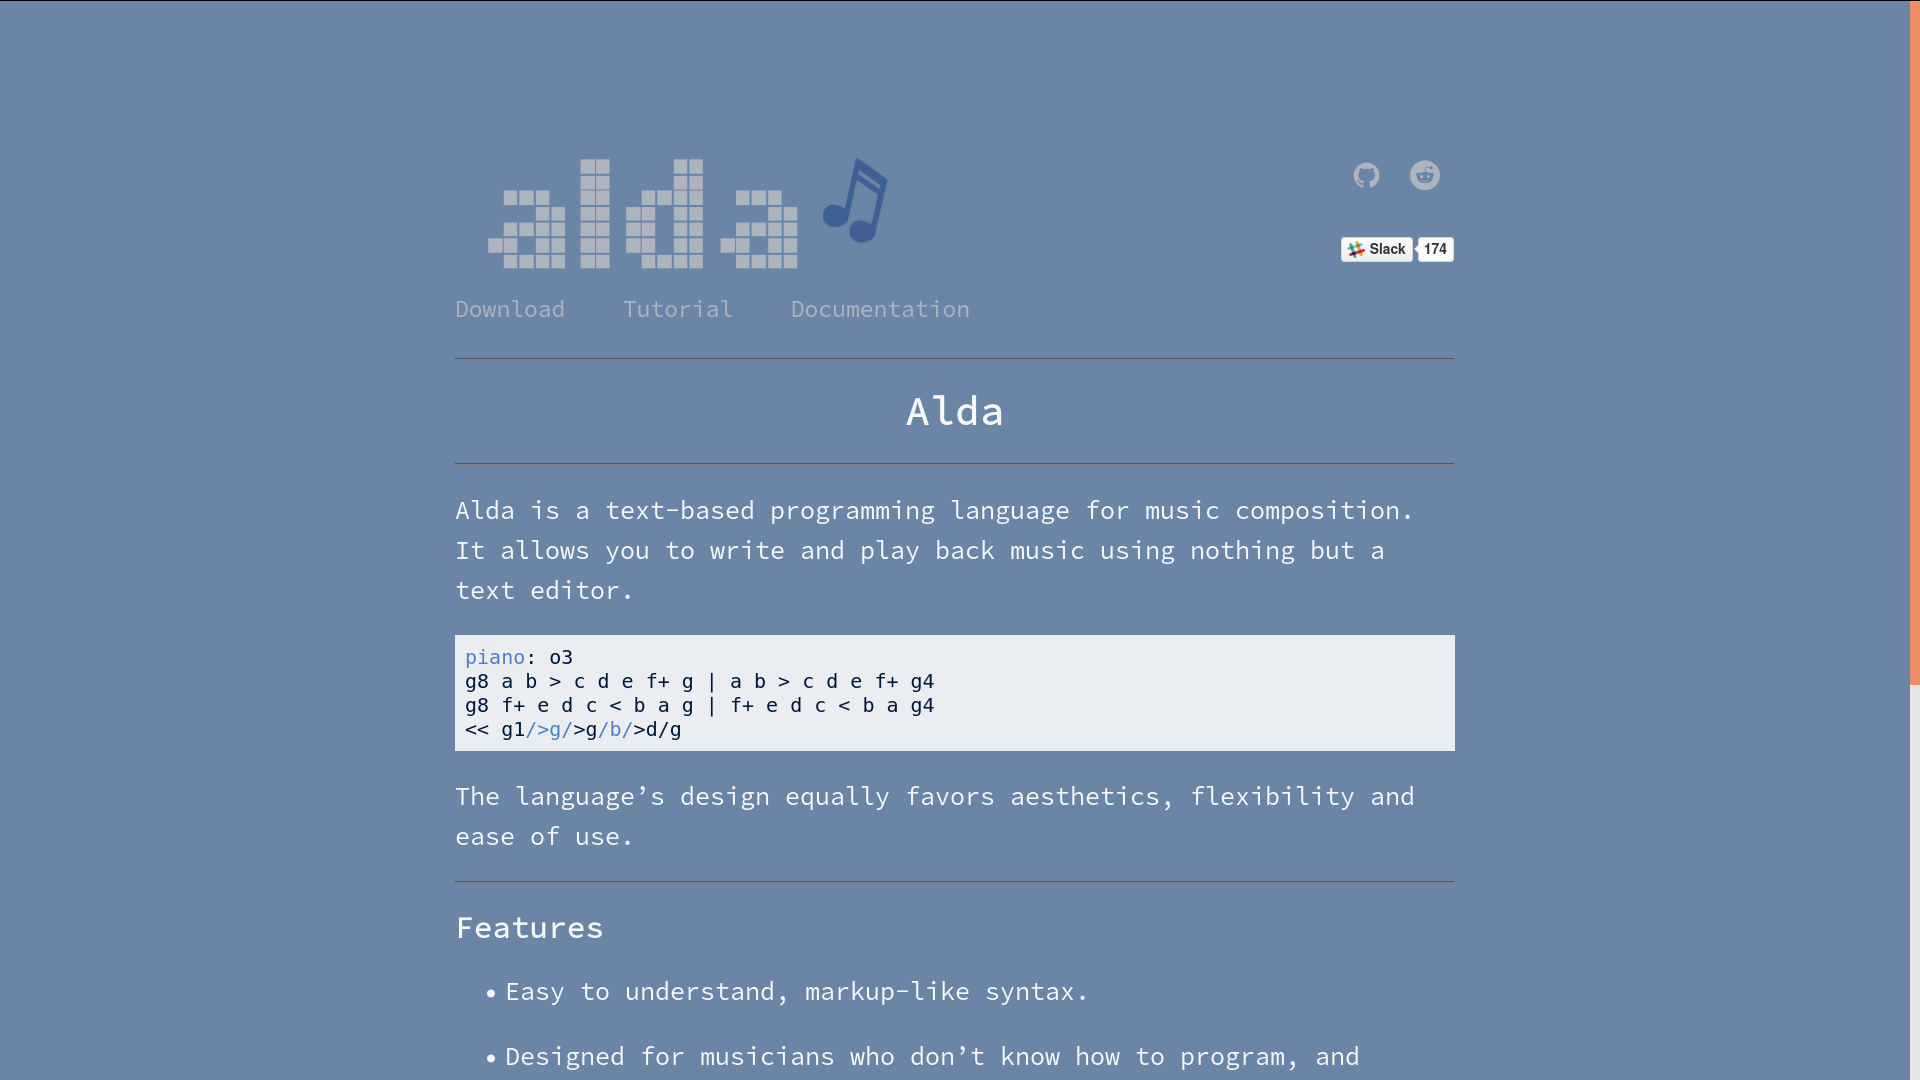 alda
Slack 174
Download Tutorial Documentation
Alda
Alda is a text-based programming language for music composition.
It allows you to write and play back music using nothing but a
text editor.
piano: o3
g8 a b > c d e f+ g | a b > c d e f+ g4
g8 f+ e d c < b a g | f+ e d c < b a g4
<< g1/>g/>g/b/>d/g
The language’s design equally favors aesthetics, flexibility and
ease of use.
Features
• Easy to understand, markup-like syntax.
• Designed for musicians who don’t know how to program, and